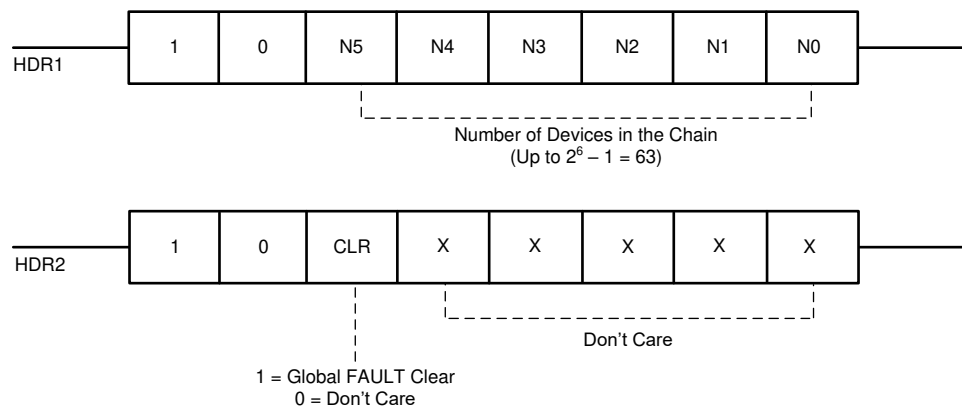 1 0 N5 N4 N3 N2 N1 N0
HDR1
Number of Devices in the Chain
(Up to 2⁶ – 1 = 63)
1 0 CLR X X X X X
HDR2
Don't Care
1 = Global FAULT Clear
0 = Don't Care